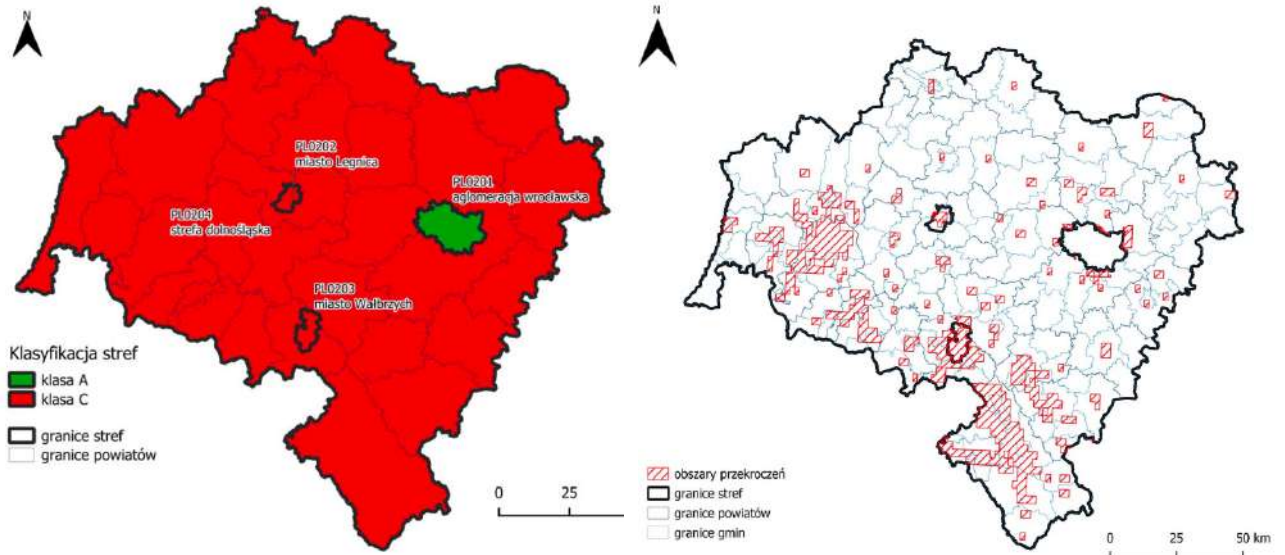 N
PL0202
miasto Legnica
PL0201
aglomeracja wrocławska
PL0204
strefa dolnośląska
PL0203
miasto Wałbrzych
Klasyfikacja stref
klasa A
klasa C
granice stref
granice powiatów
0 25
N
obszary przekroczeń
granice stref
granice powiatów
granice gmin
0 25 50 km